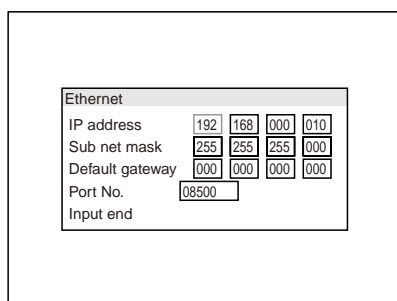 Ethernet
IP address 192 168 000 010
Sub net mask 255 255 255 000
Default gateway 000 000 000 000
Port No. 08500
Input end